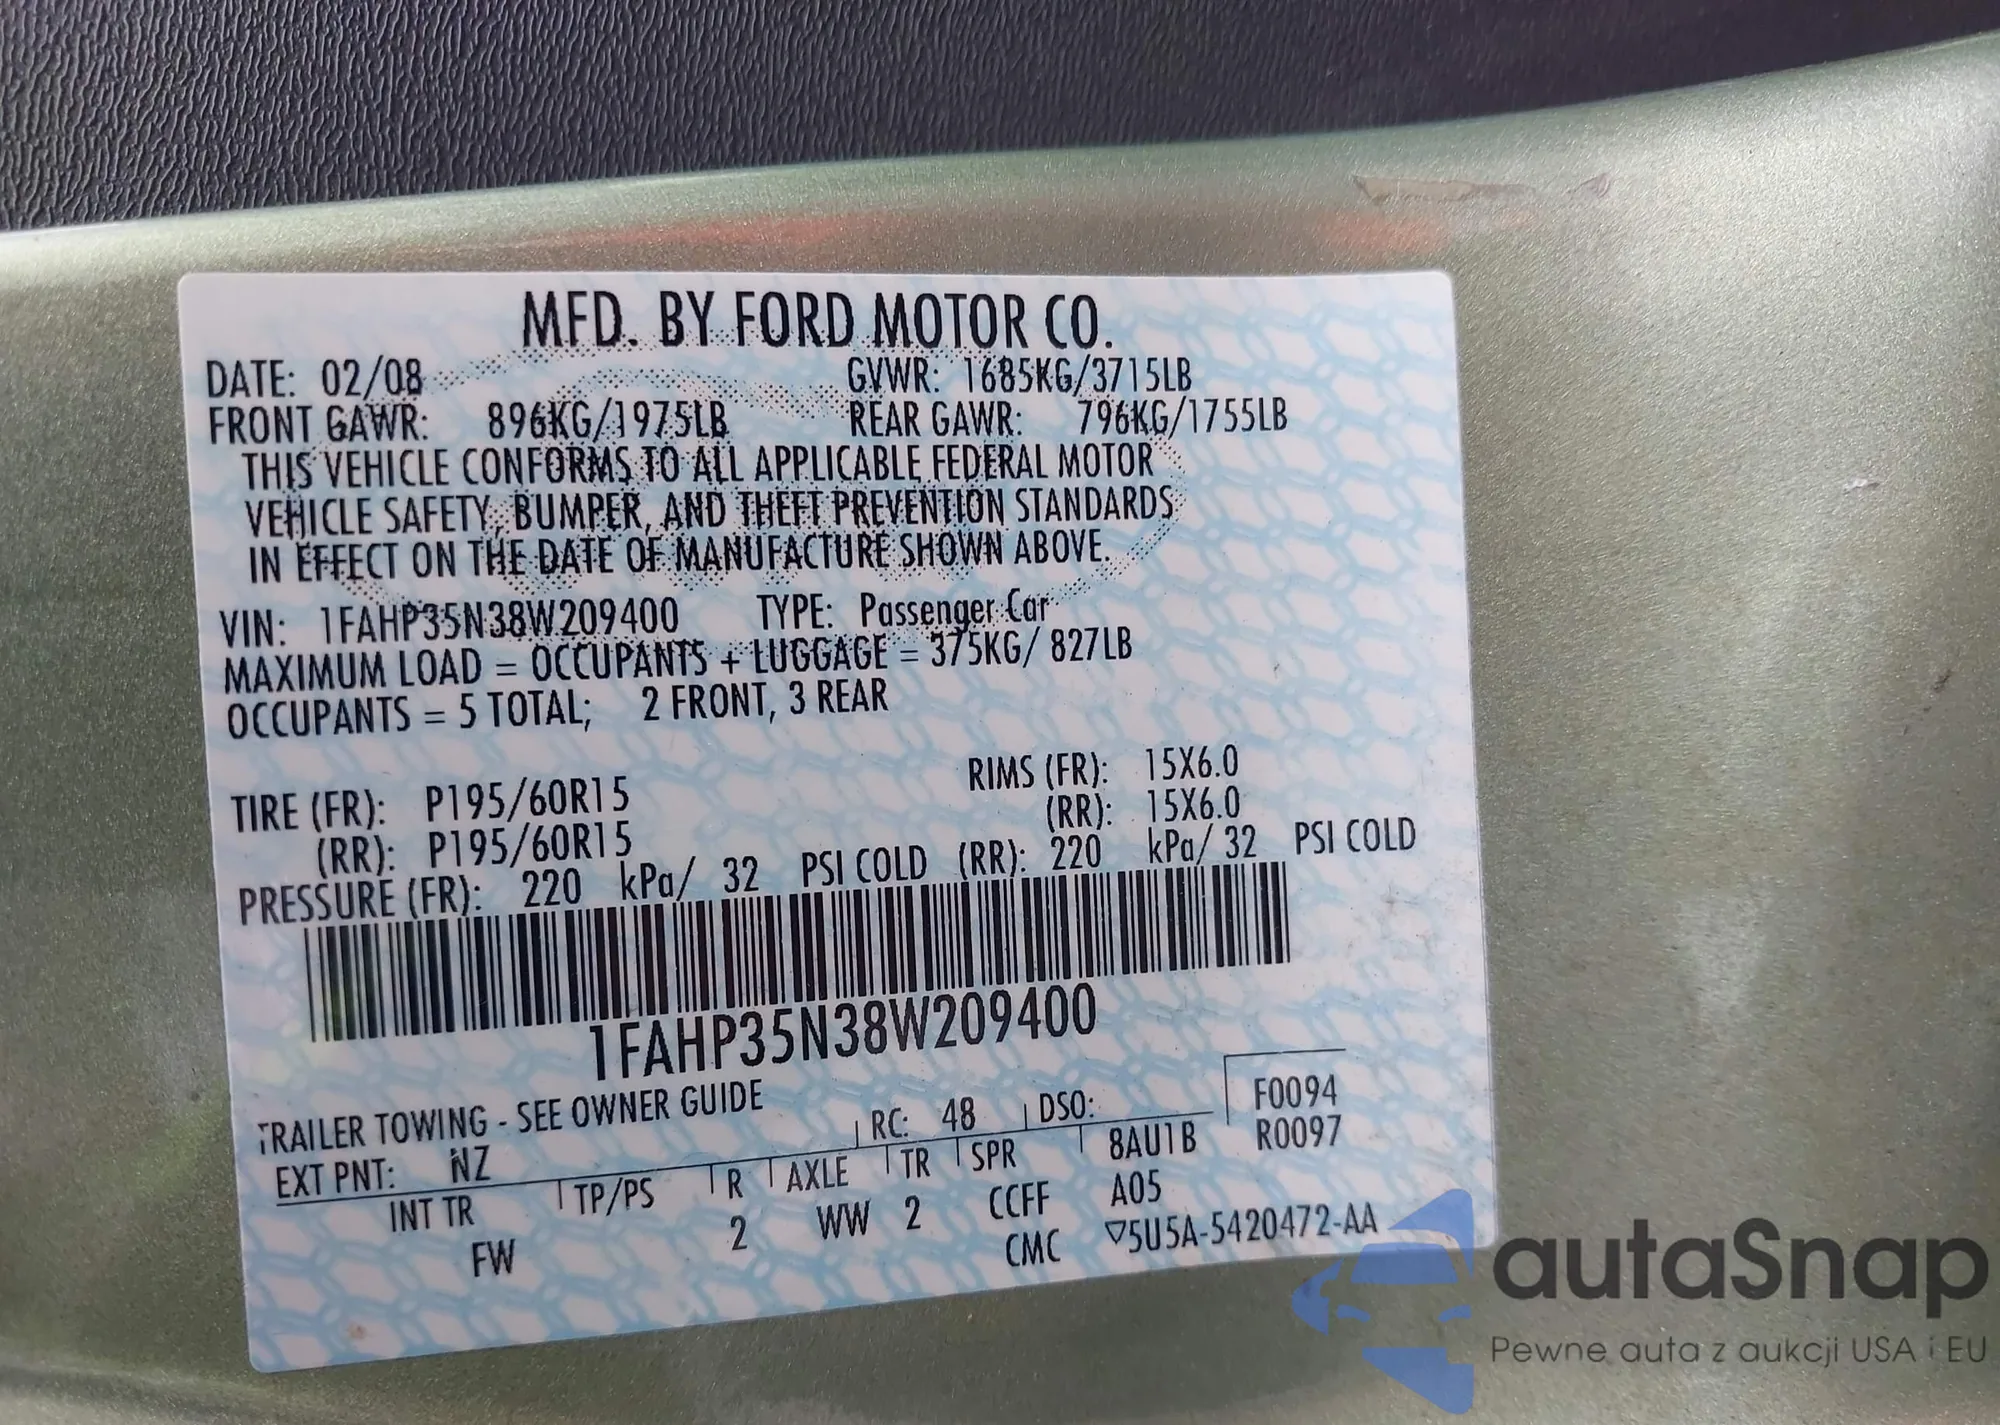 MFD. BY FORD MOTOR CO.
DATE: 02/08 GVWR: 1685KG/3715LB
FRONT GAWR: 896KG/1975LB REAR GAWR: 796KG/1755LB
THIS VEHICLE CONFORMS TO ALL APPLICABLE FEDERAL MOTOR
VEHICLE SAFETY, BUMPER, AND THEFT PREVENTION STANDARDS
IN EFFECT ON THE DATE OF MANUFACTURE SHOWN ABOVE.
VIN: 1FAHP35N38W209400 TYPE: Passenger Car
MAXIMUM LOAD = OCCUPANTS + LUGGAGE = 375KG/ 827LB
OCCUPANTS = 5 TOTAL; 2 FRONT, 3 REAR
TIRE (FR): P195/60R15 RIMS (FR): 15X6.0
(RR): P195/60R15 (RR): 15X6.0
PRESSURE (FR): 220 kPa/ 32 PSI COLD (RR): 220 kPa/ 32 PSI COLD
1FAHP35N38W209400
TRAILER TOWING - SEE OWNER GUIDE
EXT PNT: NZ RC: 48 DSO: F0094
R0097
INT TR TP/PS R AXLE TR SPR 8AU1B
FW 2 WW 2 CCFF A05
CMC ▽5U5A-5420472-AA
autaSnap
Pewne auta z aukcji USA i EU